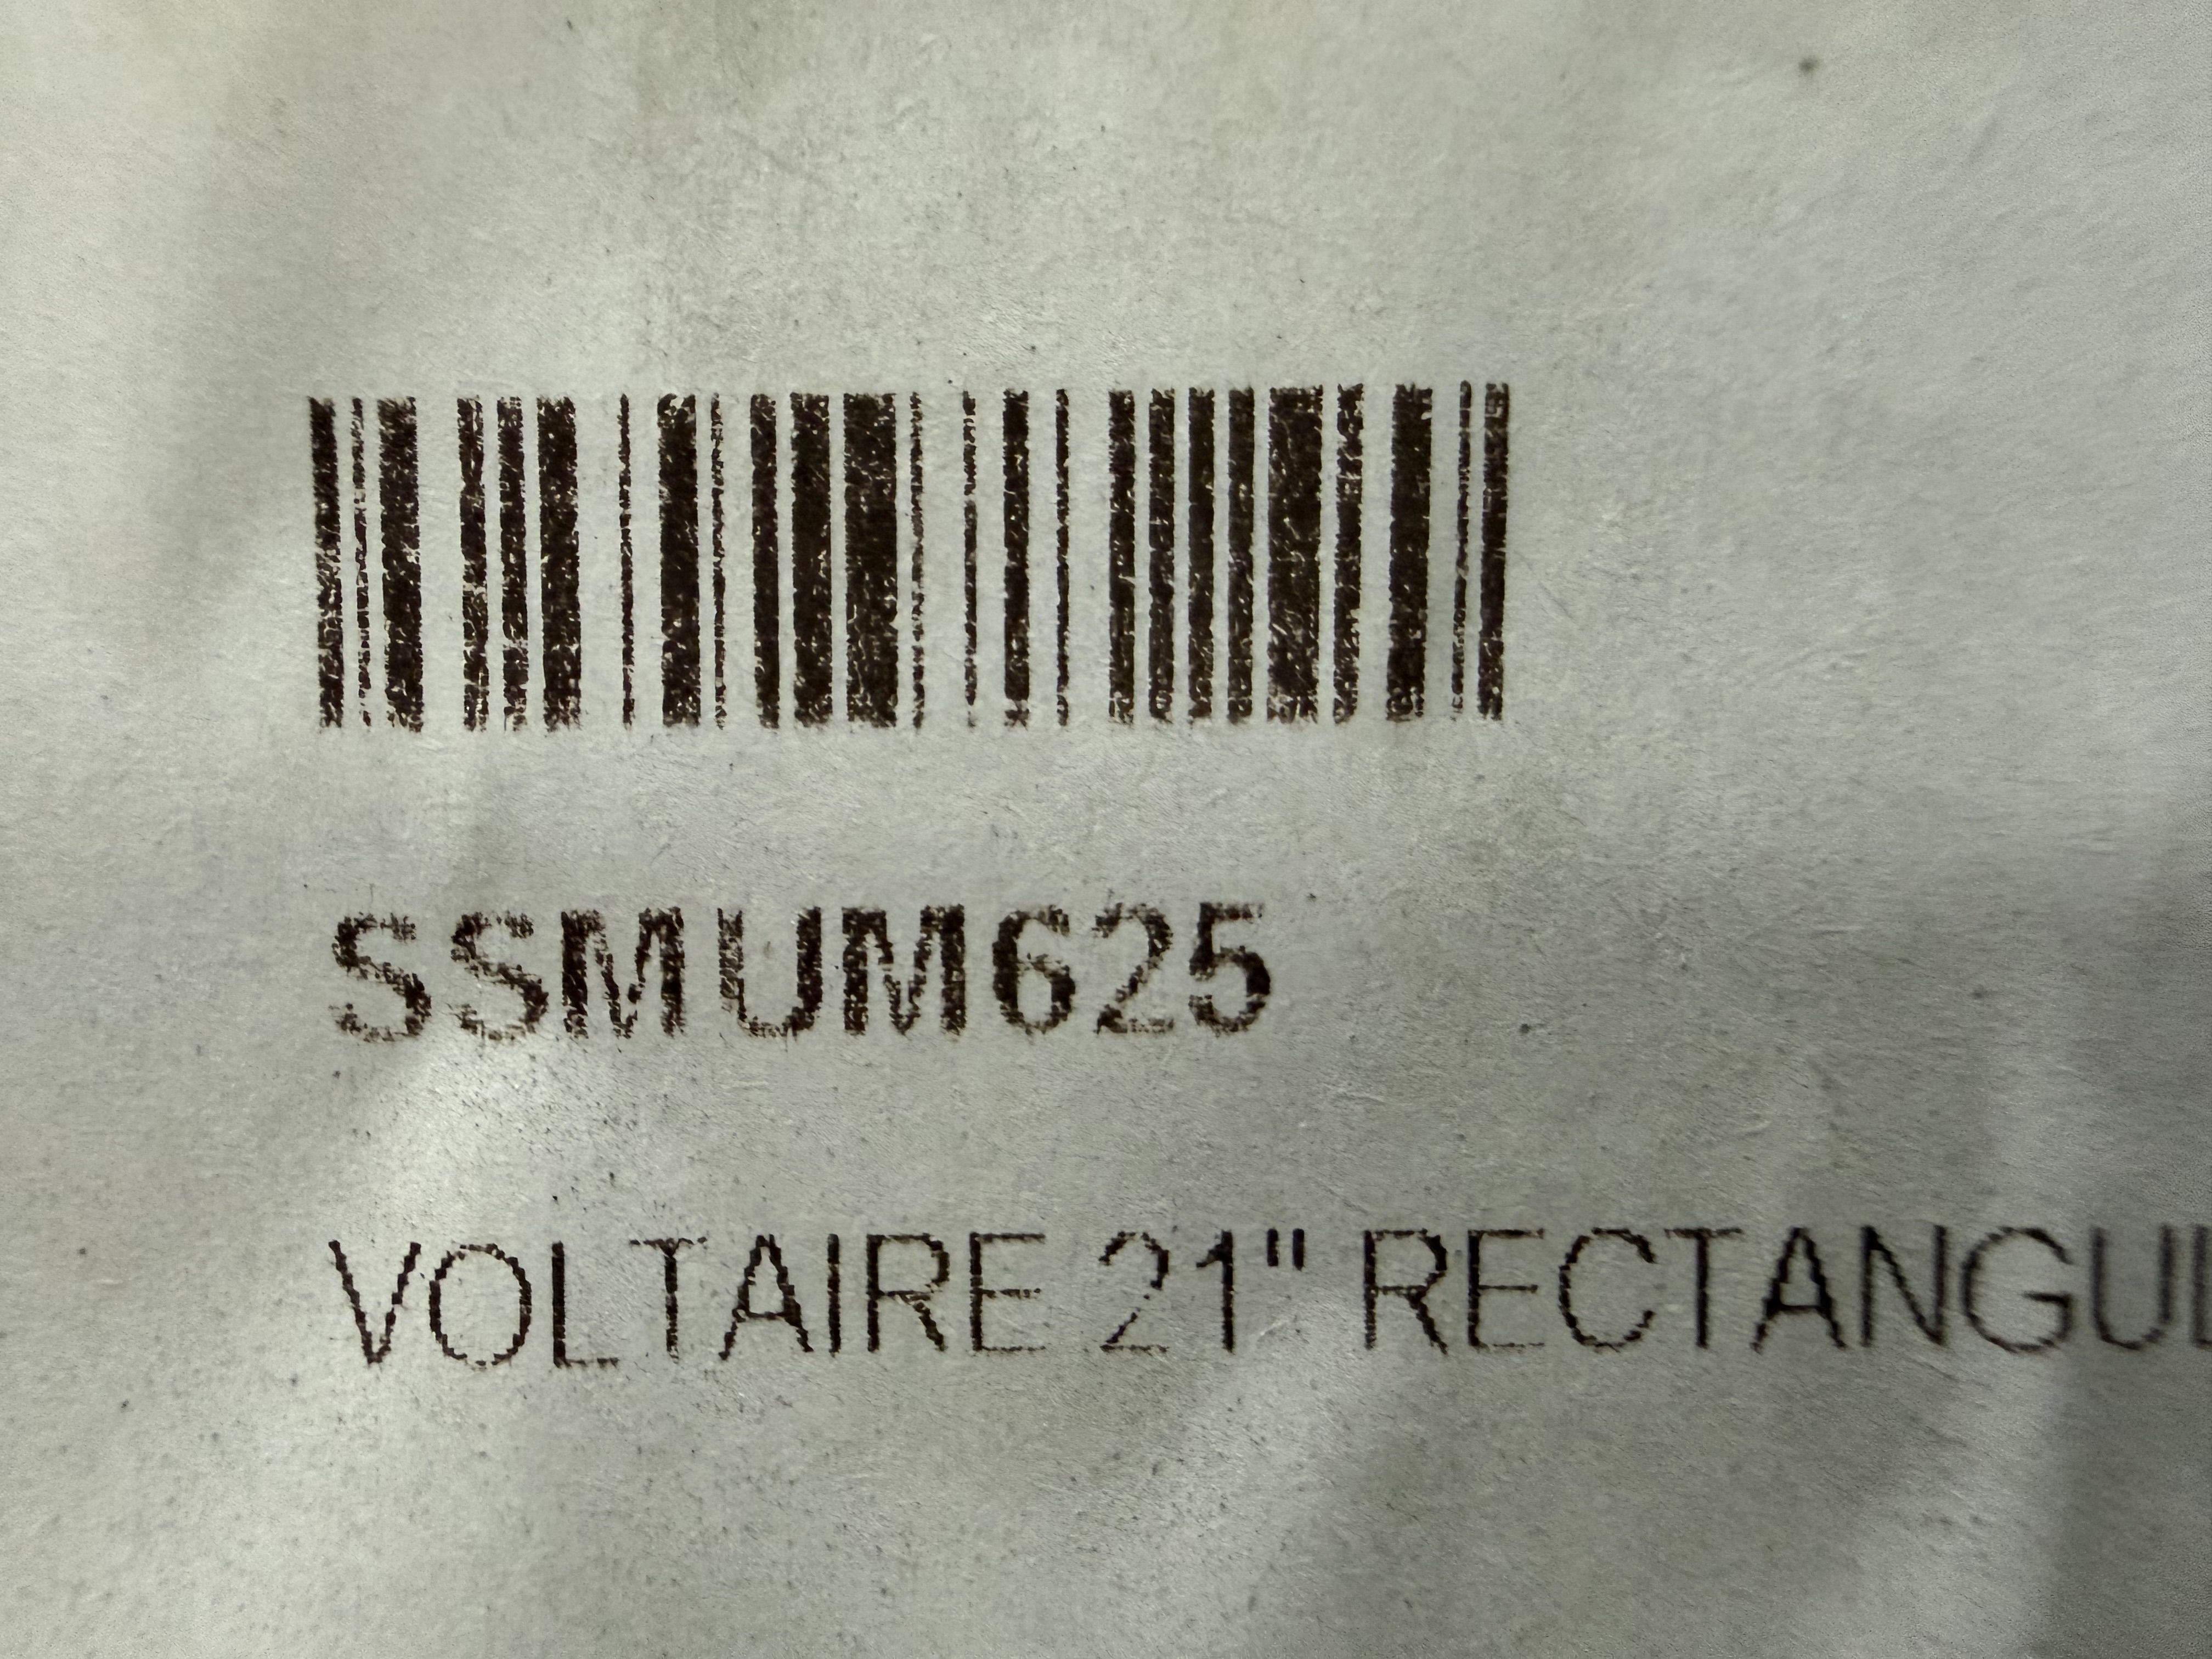 SSMUM625
VOLTAIRE 21" RECTANGUL